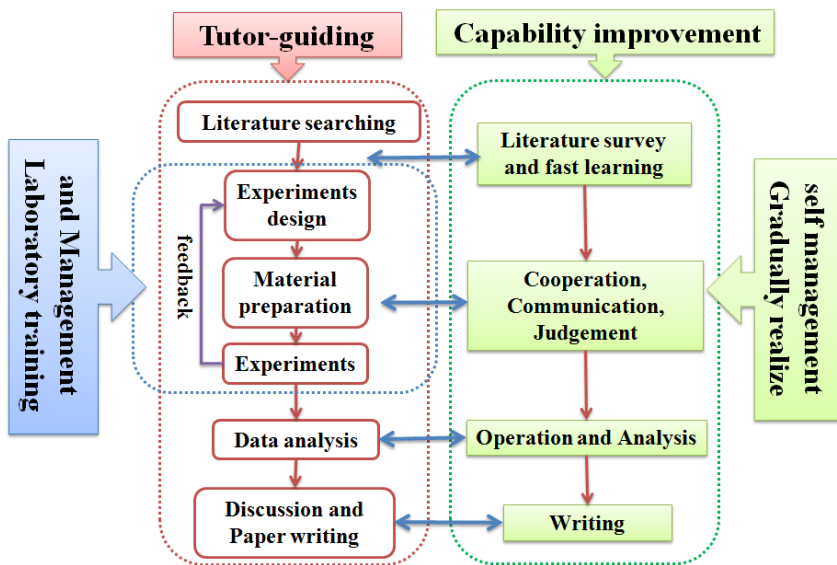 Tutor-guiding
Capability improvement
Literature searching
Literature survey
and fast learning
Laboratory training
and Management
Experiments
design
feedback
Material
preparation
Experiments
Cooperation,
Communication,
Judgement
Gradually realize
self management
Data analysis
Operation and Analysis
Discussion and
Paper writing
Writing